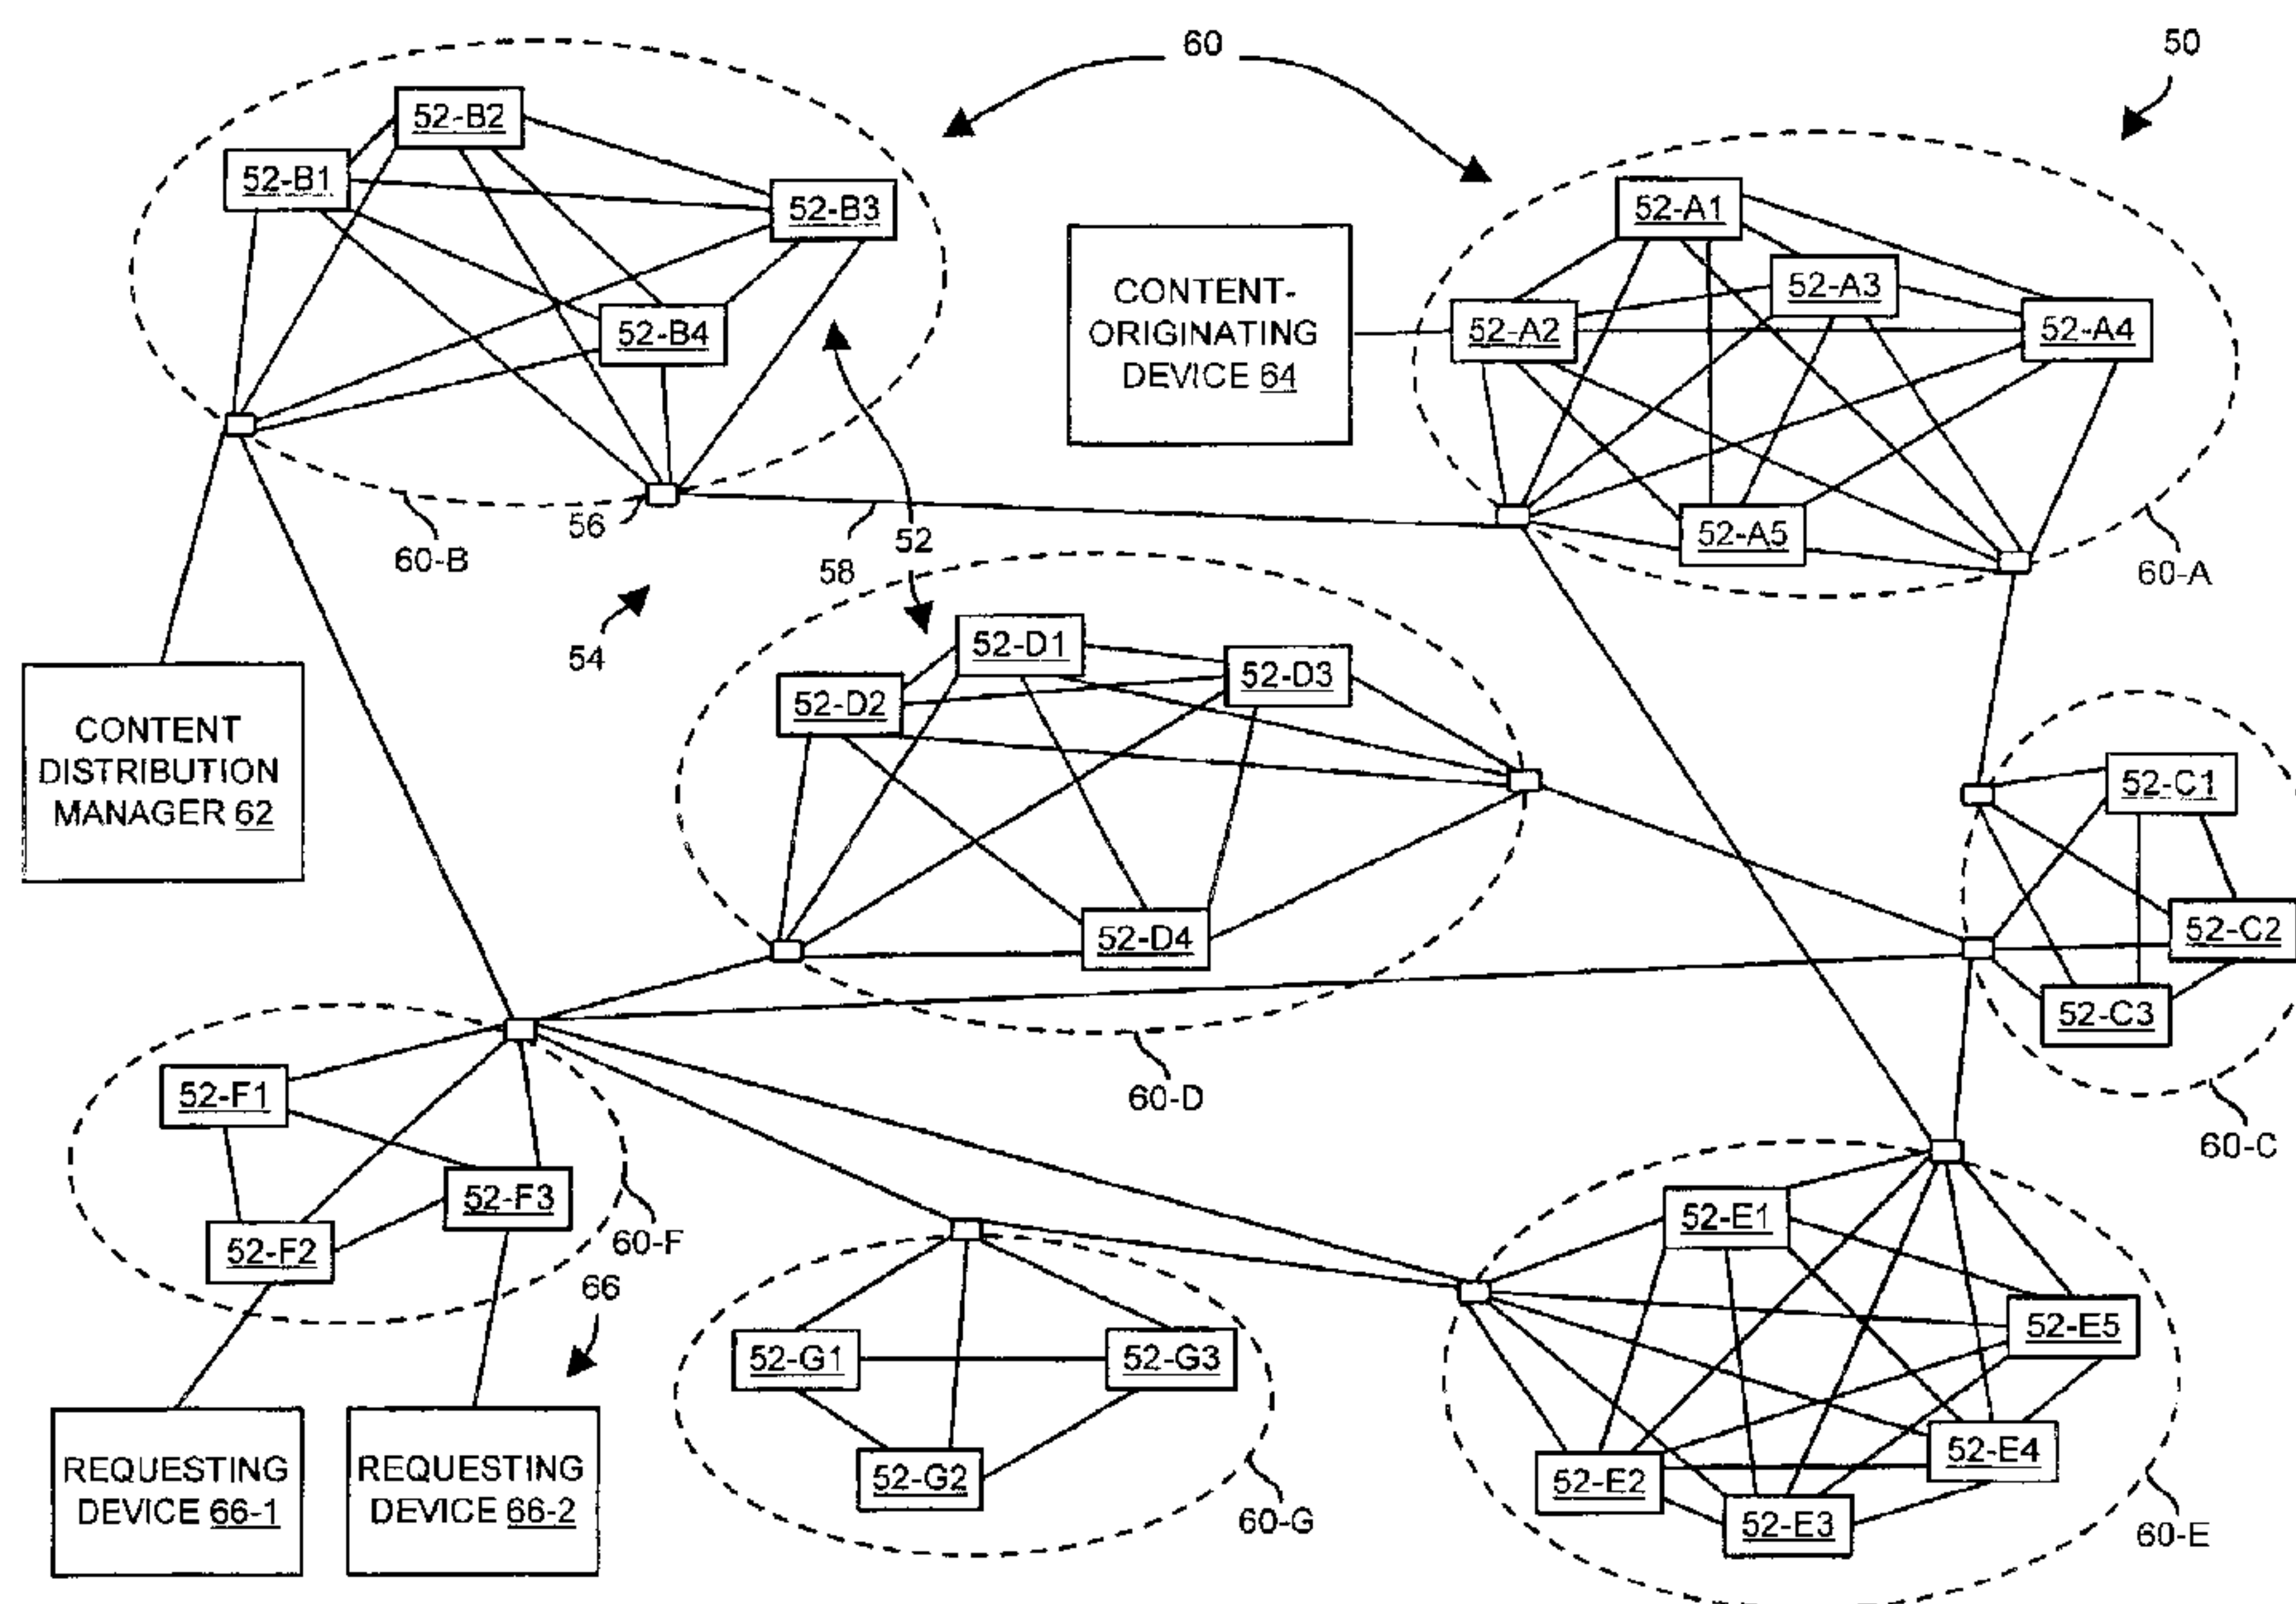 60
50
52-B2
52-B1
52-B3
52-B4
52-A1
52-A3
52-A2
52-A4
52-A5
CONTENT-
ORIGINATING
DEVICE 64
56
60-B
58
52
60-A
54
52-D1
52-D3
52-D2
52-D4
CONTENT
DISTRIBUTION
MANAGER 62
52-C1
52-C2
52-C3
60-D
60-C
52-F1
52-F3
52-F2
60-F
66
52-E1
52-E5
52-E4
52-E2
52-E3
52-G1
52-G3
52-G2
REQUESTING
DEVICE 66-1
REQUESTING
DEVICE 66-2
60-G
60-E